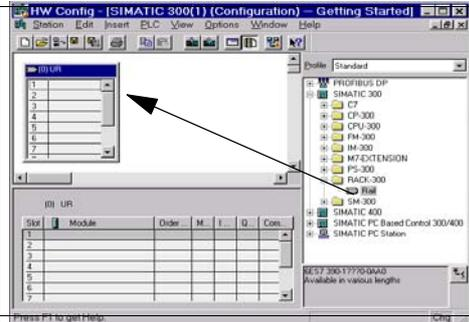 HW Config - [SIMATIC 300(1) (Configuration) — Getting Started]
Station Edit Insert PLC View Options Window Help
(0) UR
1
2
3
4
5
6
7
Profile Standard
PROFIBUS DP
SIMATIC 300
C7
CP-300
CPU-300
FM-300
IM-300
M7-EXTENSION
PS-300
RACK-300
Rail
SM-300
SIMATIC 400
SIMATIC PC Based Control 300/400
SIMATIC PC Station
(0) UR
Slot Module Order ... M... I... Q... Com...
1
2
3
4
5
6
7
6ES7 390-1???0-0AA0
Available in various lengths
Press F1 to get Help.
Chg